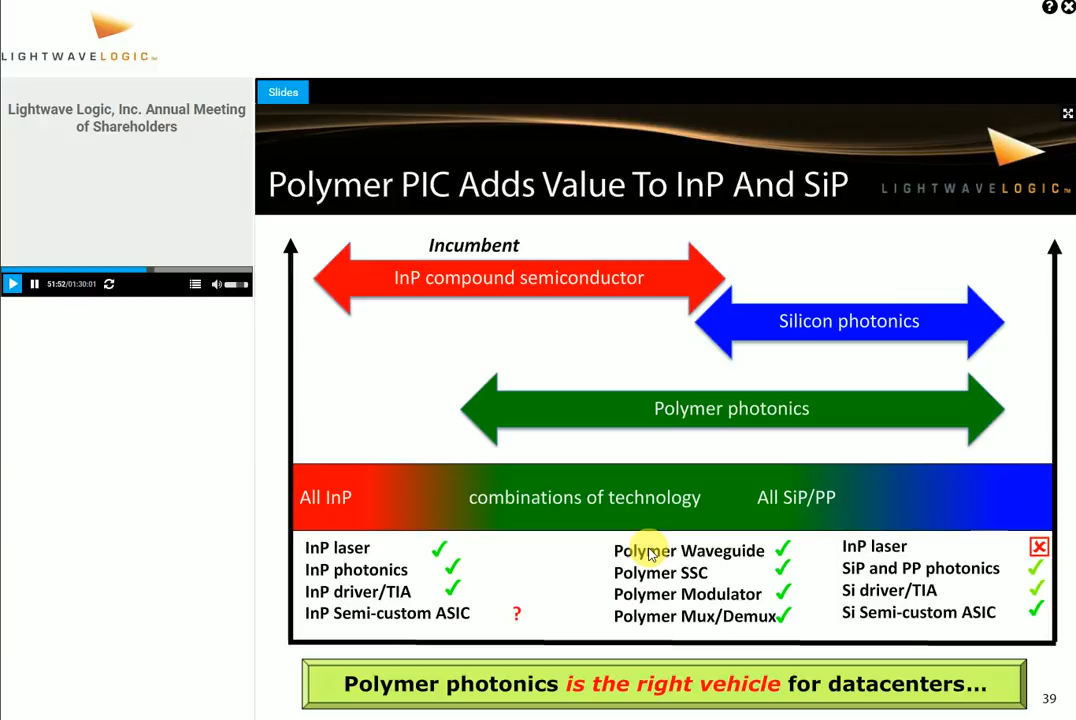 LIGHTWAVELOGIC™
Lightwave Logic, Inc. Annual Meeting
of Shareholders
51:52/01:30:01
Slides
Polymer PIC Adds Value To InP And SiP
LIGHTWAVELOGIC™
Incumbent
InP compound semiconductor
Silicon photonics
Polymer photonics
All InP
combinations of technology
All SiP/PP
InP laser
InP photonics
InP driver/TIA
InP Semi-custom ASIC ?
Polymer Waveguide
Polymer SSC
Polymer Modulator
Polymer Mux/Demux
InP laser
SiP and PP photonics
Si driver/TIA
Si Semi-custom ASIC
Polymer photonics is the right vehicle for datacenters...
39